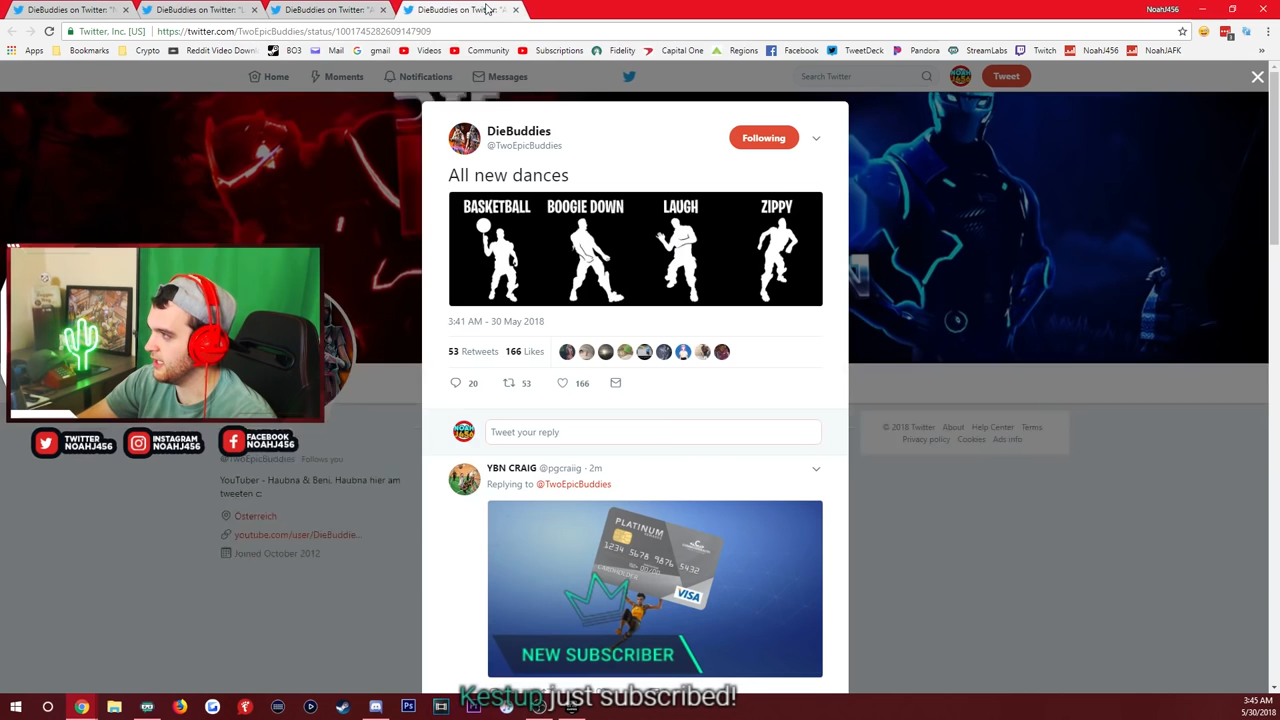 DieBuddies on Twitter: "
DieBuddies on Twitter: "L
DieBuddies on Twitter: "A
DieBuddies on Twitter: "A
NoahJ456
Twitter, Inc. [US] https://twitter.com/TwoEpicBuddies/status/1001745282609147909
Apps Bookmarks Crypto Reddit Video Down BO3 Mail gmail Videos Community Subscriptions Fidelity Capital One Regions Facebook TweetDeck Pandora StreamLabs Twitch NoahJ456 NoahJAFK
Home Moments Notifications Messages Search Twitter Tweet
DieBuddies
@TwoEpicBuddies
Following
All new dances
BASKETBALL BOOGIE DOWN LAUGH ZIPPY
3:41 AM - 30 May 2018
53 Retweets 166 Likes
20 53 166
Tweet your reply
YBN CRAIG @pgcraiig · 2m
Replying to @TwoEpicBuddies
PLATINUM
1234 5678 9876 5432
CARDHOLDER
VISA
NEW SUBSCRIBER
Kestup just subscribed!
TWITTER
NOAHJ456
INSTAGRAM
NOAHJ456
FACEBOOK
NOAHJ456
@TwoEpicBuddies Follows you
YouTuber - Haubna & Beni, Haubna hier am
tweeten c:
Österreich
youtube.com/user/DieBuddie...
Joined October 2012
© 2018 Twitter About Help Center Terms
Privacy policy Cookies Ads info
3:45 AM
5/30/2018